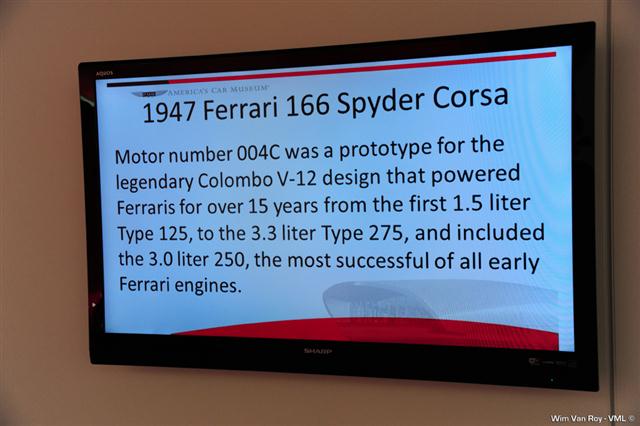 AQUOS
AMERICA'S CAR MUSEUM
1947 Ferrari 166 Spyder Corsa
Motor number 004C was a prototype for the
legendary Colombo V-12 design that powered
Ferraris for over 15 years from the first 1.5 liter
Type 125, to the 3.3 liter Type 275, and included
the 3.0 liter 250, the most successful of all early
Ferrari engines.
SHARP
Wim Van Roy - VML ©